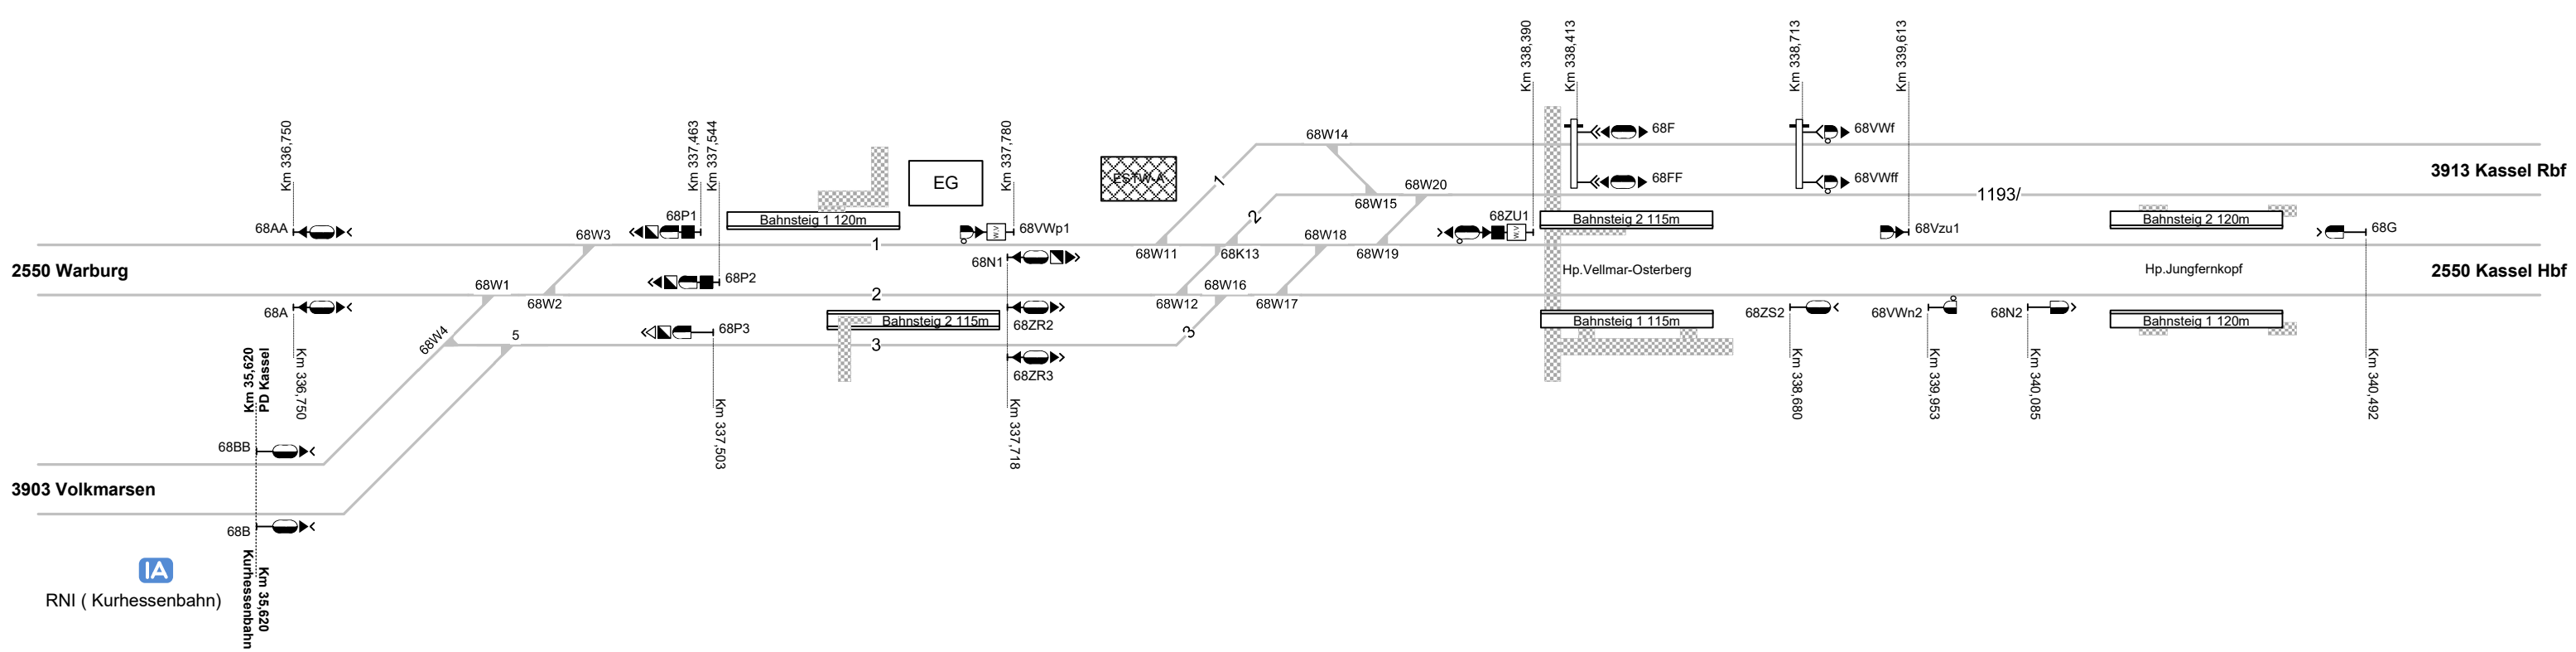 Km 338,390
Km 338,413
Km 338,713
Km 339,613
Km 336,750
Km 337,463
Km 337,544
Km 337,780
68W14
68F
68VWf
EG
ESTW-A
3913 Kassel Rbf
1
68FF
68VWff
68W20
1193/
68W15
68AA
68P1
Bahnsteig 1 120m
68VWp1
2
68ZU1
Bahnsteig 2 115m
68Vzu1
Bahnsteig 2 120m
68G
68W3
1
68W11
68K13
68W18
68W19
68N1
2550 Warburg
Hp.Vellmar-Osterberg
Hp.Jungfernkopf
2550 Kassel Hbf
68W1
68P2
68W16
68W2
2
68W12
68W17
68A
68ZR2
68ZS2
68VWn2
68N2
Bahnsteig 2 115m
Bahnsteig 1 115m
Bahnsteig 1 120m
68W4
5
68P3
3
3
68ZR3
Km 35,620
PD Kassel
Km 336,750
Km 337,503
Km 337,718
Km 338,680
Km 339,953
Km 340,085
Km 340,492
68BB
3903 Volkmarsen
68B
IA
RNI ( Kurhessenbahn)
Km 35,620
Kurhessenbahn